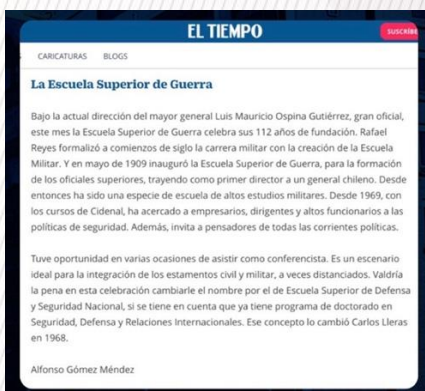 EL TIEMPO
SUSCRÍBE
CARICATURAS BLOGS
La Escuela Superior de Guerra
Bajo la actual dirección del mayor general Luis Mauricio Ospina Gutiérrez, gran oficial,
este mes la Escuela Superior de Guerra celebra sus 112 años de fundación. Rafael
Reyes formalizó a comienzos de siglo la carrera militar con la creación de la Escuela
Militar. Y en mayo de 1909 inauguró la Escuela Superior de Guerra, para la formación
de los oficiales superiores, trayendo como primer director a un general chileno. Desde
entonces ha sido una especie de escuela de altos estudios militares. Desde 1969, con
los cursos de Cidenal, ha acercado a empresarios, dirigentes y altos funcionarios a las
políticas de seguridad. Además, invita a pensadores de todas las corrientes políticas.
Tuve oportunidad en varias ocasiones de asistir como conferencista. Es un escenario
ideal para la integración de los estamentos civil y militar, a veces distanciados. Valdría
la pena en esta celebración cambiarle el nombre por el de Escuela Superior de Defensa
y Seguridad Nacional, si se tiene en cuenta que ya tiene programa de doctorado en
Seguridad, Defensa y Relaciones Internacionales. Ese concepto lo cambió Carlos Lleras
en 1968.
Alfonso Gómez Méndez